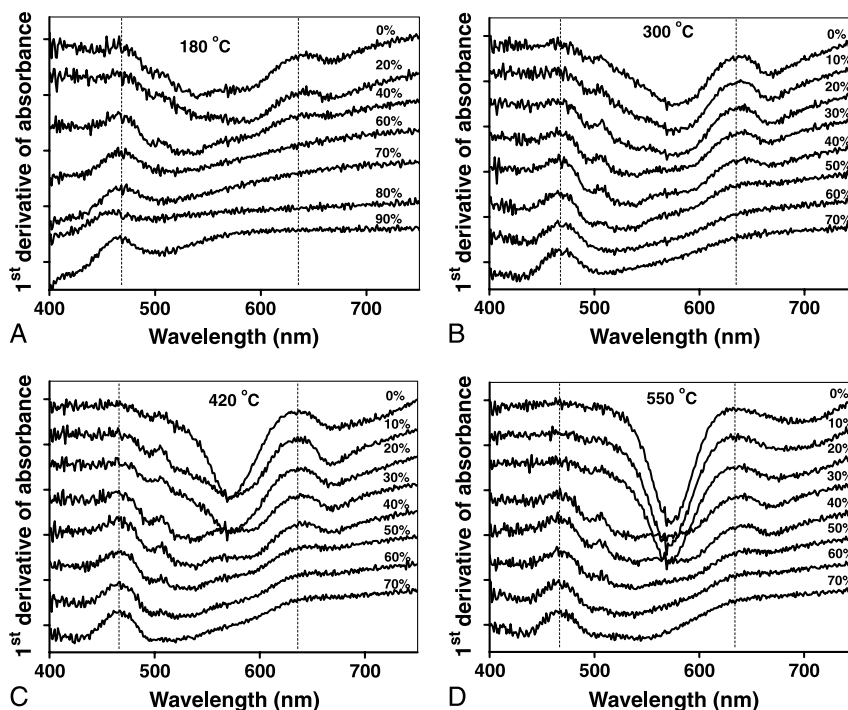 1st derivative of absorbance
180 °C
0%
20%
40%
60%
70%
80%
90%
400 500 600 700
Wavelength (nm)
A
1st derivative of absorbance
300 °C
0%
10%
20%
30%
40%
50%
60%
70%
400 500 600 700
Wavelength (nm)
B
1st derivative of absorbance
420 °C
0%
10%
20%
30%
40%
50%
60%
70%
400 500 600 700
Wavelength (nm)
C
1st derivative of absorbance
550 °C
0%
10%
20%
30%
40%
50%
60%
70%
400 500 600 700
Wavelength (nm)
D